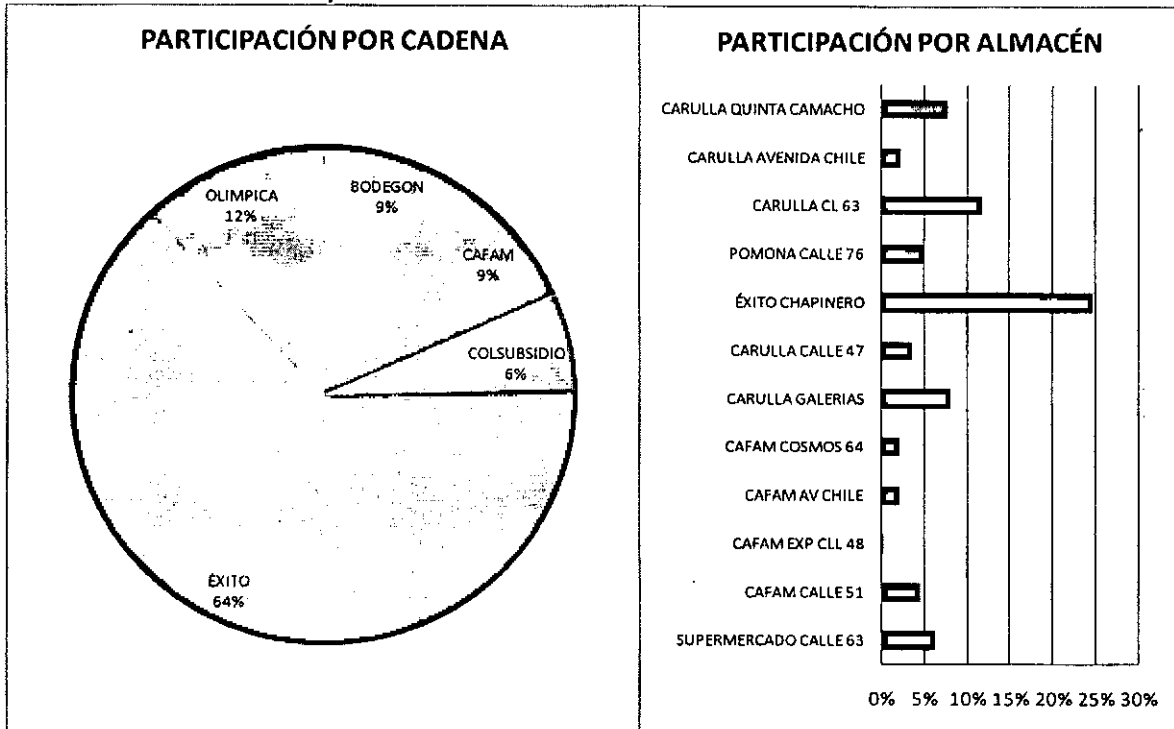 PARTICIPACIÓN POR CADENA
OLIMPICA
12%
BODEGON
9%
CAFAM
9%
COLSUBSIDIO
6%
ÉXITO
64%
PARTICIPACIÓN POR ALMACÉN
CARULLA QUINTA CAMACHO
CARULLA AVENIDA CHILE
CARULLA CL 63
POMONA CALLE 76
ÉXITO CHAPINERO
CARULLA CALLE 47
CARULLA GALERIAS
CAFAM COSMOS 64
CAFAM AV CHILE
CAFAM EXP CLL 48
CAFAM CALLE 51
SUPERMERCADO CALLE 63
0% 5% 10% 15% 20% 25% 30%